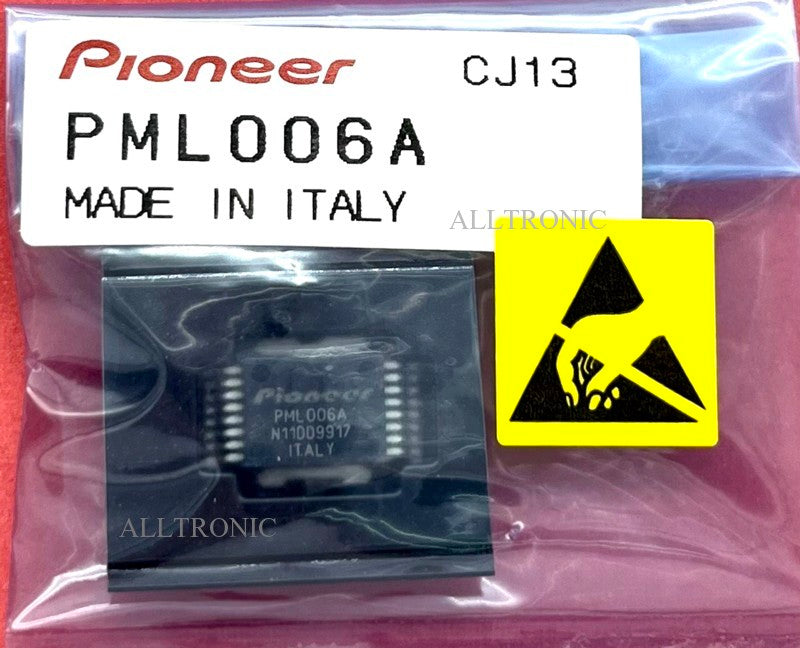 Pioneer CJ13
PML006A
MADE IN ITALY
ALLTRONIC
Pioneer
PML006A
N11009917
ITALY
ALLTRONIC